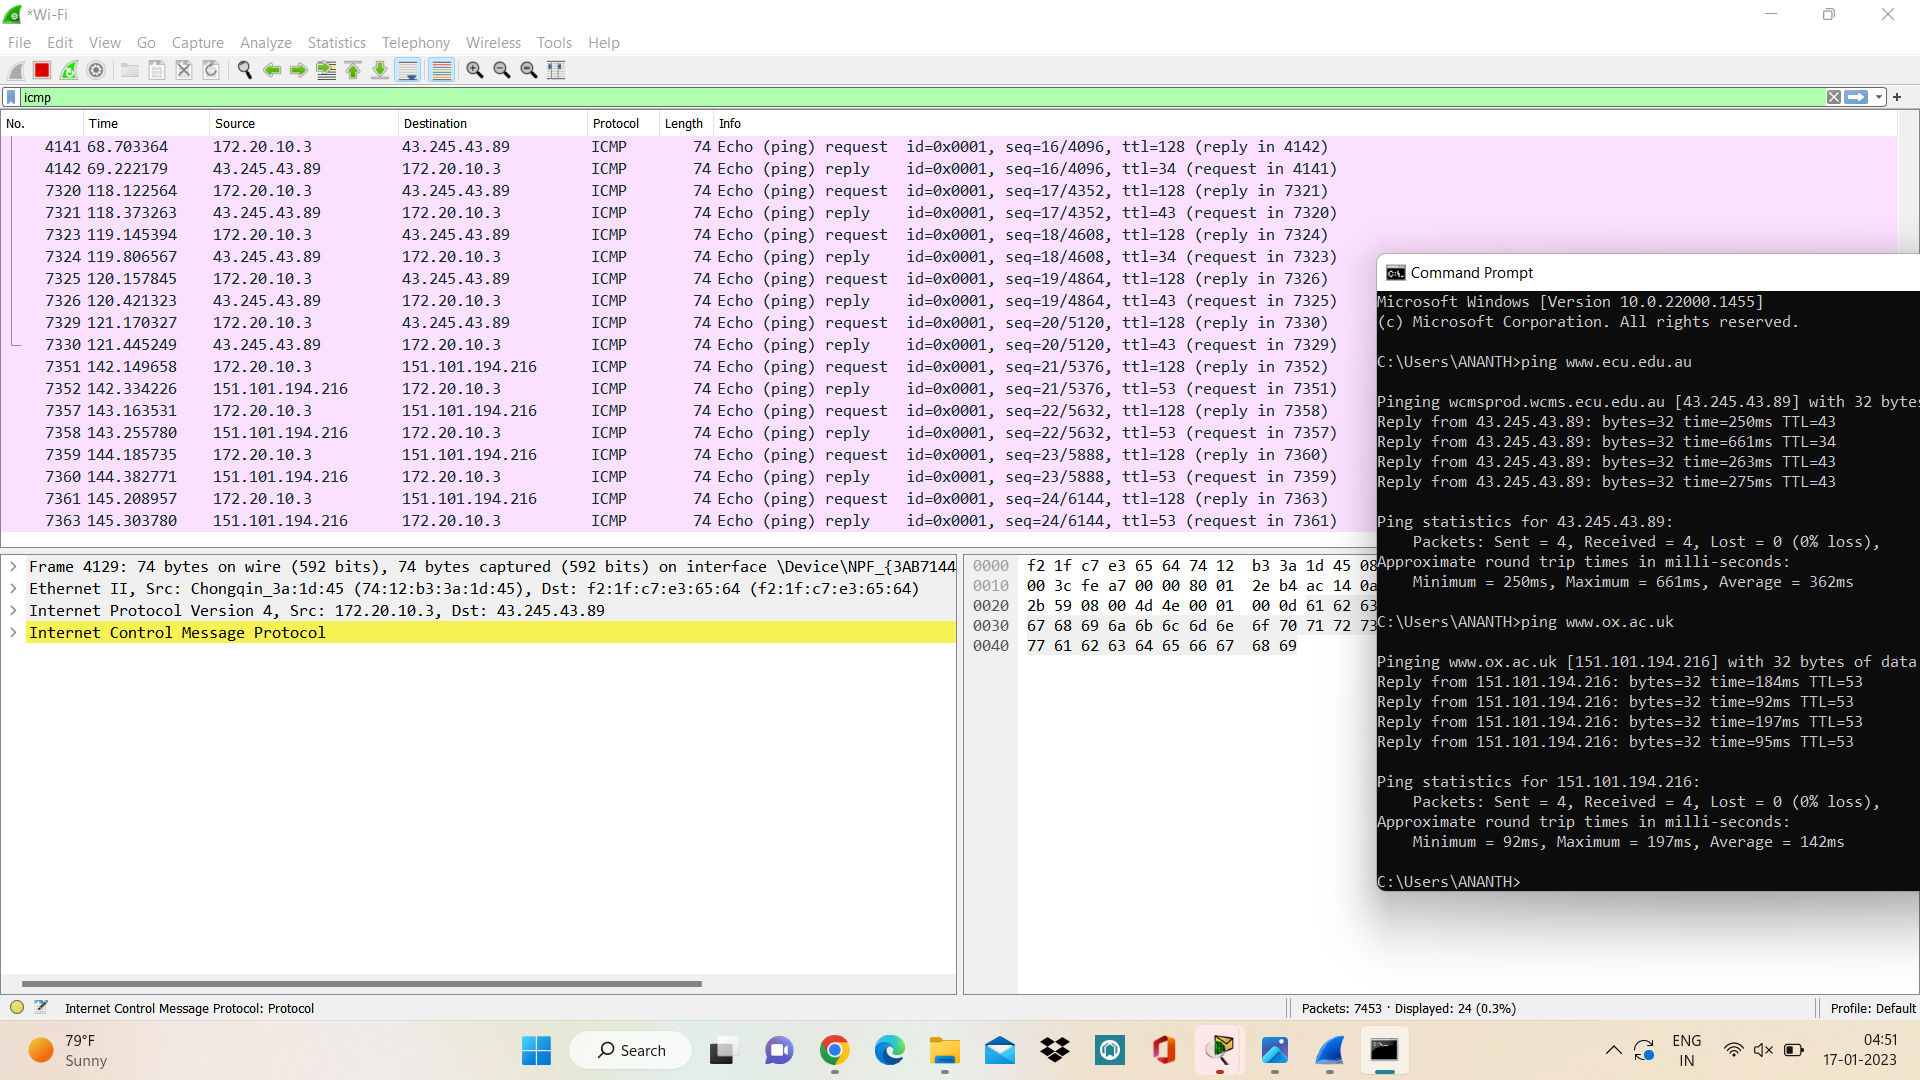 *Wi-Fi
File Edit View Go Capture Analyze Statistics Telephony Wireless Tools Help
icmp
No. Time Source Destination Protocol Length Info
4141 68.703364 172.20.10.3 43.245.43.89 ICMP 74 Echo (ping) request id=0x0001, seq=16/4096, ttl=128 (reply in 4142)
4142 69.222179 43.245.43.89 172.20.10.3 ICMP 74 Echo (ping) reply id=0x0001, seq=16/4096, ttl=34 (request in 4141)
7320 118.122564 172.20.10.3 43.245.43.89 ICMP 74 Echo (ping) request id=0x0001, seq=17/4352, ttl=128 (reply in 7321)
7321 118.373263 43.245.43.89 172.20.10.3 ICMP 74 Echo (ping) reply id=0x0001, seq=17/4352, ttl=43 (request in 7320)
7323 119.145394 172.20.10.3 43.245.43.89 ICMP 74 Echo (ping) request id=0x0001, seq=18/4608, ttl=128 (reply in 7324)
7324 119.806567 43.245.43.89 172.20.10.3 ICMP 74 Echo (ping) reply id=0x0001, seq=18/4608, ttl=34 (request in 7323)
7325 120.157845 172.20.10.3 43.245.43.89 ICMP 74 Echo (ping) request id=0x0001, seq=19/4864, ttl=128 (reply in 7326)
7326 120.421323 43.245.43.89 172.20.10.3 ICMP 74 Echo (ping) reply id=0x0001, seq=19/4864, ttl=43 (request in 7325)
7329 121.170327 172.20.10.3 43.245.43.89 ICMP 74 Echo (ping) request id=0x0001, seq=20/5120, ttl=128 (reply in 7330)
7330 121.445249 43.245.43.89 172.20.10.3 ICMP 74 Echo (ping) reply id=0x0001, seq=20/5120, ttl=43 (request in 7329)
7351 142.149658 172.20.10.3 151.101.194.216 ICMP 74 Echo (ping) request id=0x0001, seq=21/5376, ttl=128 (reply in 7352)
7352 142.334226 151.101.194.216 172.20.10.3 ICMP 74 Echo (ping) reply id=0x0001, seq=21/5376, ttl=53 (request in 7351)
7357 143.163531 172.20.10.3 151.101.194.216 ICMP 74 Echo (ping) request id=0x0001, seq=22/5632, ttl=128 (reply in 7358)
7358 143.255780 151.101.194.216 172.20.10.3 ICMP 74 Echo (ping) reply id=0x0001, seq=22/5632, ttl=53 (request in 7357)
7359 144.185735 172.20.10.3 151.101.194.216 ICMP 74 Echo (ping) request id=0x0001, seq=23/5888, ttl=128 (reply in 7360)
7360 144.382771 151.101.194.216 172.20.10.3 ICMP 74 Echo (ping) reply id=0x0001, seq=23/5888, ttl=53 (request in 7359)
7361 145.208957 172.20.10.3 151.101.194.216 ICMP 74 Echo (ping) request id=0x0001, seq=24/6144, ttl=128 (reply in 7363)
7363 145.303780 151.101.194.216 172.20.10.3 ICMP 74 Echo (ping) reply id=0x0001, seq=24/6144, ttl=53 (request in 7361)
Frame 4129: 74 bytes on wire (592 bits), 74 bytes captured (592 bits) on interface \Device\NPF_{3AB7144
Ethernet II, Src: Chongqin_3a:1d:45 (74:12:b3:3a:1d:45), Dst: f2:1f:c7:e3:65:64 (f2:1f:c7:e3:65:64)
Internet Protocol Version 4, Src: 172.20.10.3, Dst: 43.245.43.89
Internet Control Message Protocol
0000 f2 1f c7 e3 65 64 74 12 b3 3a 1d 45 08
0010 00 3c fe a7 00 00 80 01 2e b4 ac 14 0a
0020 2b 59 08 00 4d 4e 00 01 00 0d 61 62 63
0030 67 68 69 6a 6b 6c 6d 6e 6f 70 71 72 73
0040 77 61 62 63 64 65 66 67 68 69
Command Prompt
Microsoft Windows [Version 10.0.22000.1455]
(c) Microsoft Corporation. All rights reserved.
C:\Users\ANANTH>ping www.ecu.edu.au
Pinging wcmsprod.wcms.ecu.edu.au [43.245.43.89] with 32 bytes
Reply from 43.245.43.89: bytes=32 time=250ms TTL=43
Reply from 43.245.43.89: bytes=32 time=661ms TTL=34
Reply from 43.245.43.89: bytes=32 time=263ms TTL=43
Reply from 43.245.43.89: bytes=32 time=275ms TTL=43
Ping statistics for 43.245.43.89:
Packets: Sent = 4, Received = 4, Lost = 0 (0% loss),
Approximate round trip times in milli-seconds:
Minimum = 250ms, Maximum = 661ms, Average = 362ms
C:\Users\ANANTH>ping www.ox.ac.uk
Pinging www.ox.ac.uk [151.101.194.216] with 32 bytes of data
Reply from 151.101.194.216: bytes=32 time=184ms TTL=53
Reply from 151.101.194.216: bytes=32 time=92ms TTL=53
Reply from 151.101.194.216: bytes=32 time=197ms TTL=53
Reply from 151.101.194.216: bytes=32 time=95ms TTL=53
Ping statistics for 151.101.194.216:
Packets: Sent = 4, Received = 4, Lost = 0 (0% loss),
Approximate round trip times in milli-seconds:
Minimum = 92ms, Maximum = 197ms, Average = 142ms
C:\Users\ANANTH>
Internet Control Message Protocol: Protocol
Packets: 7453 · Displayed: 24 (0.3%)
Profile: Default
79°F
Sunny
Search
ENG
IN
04:51
17-01-2023